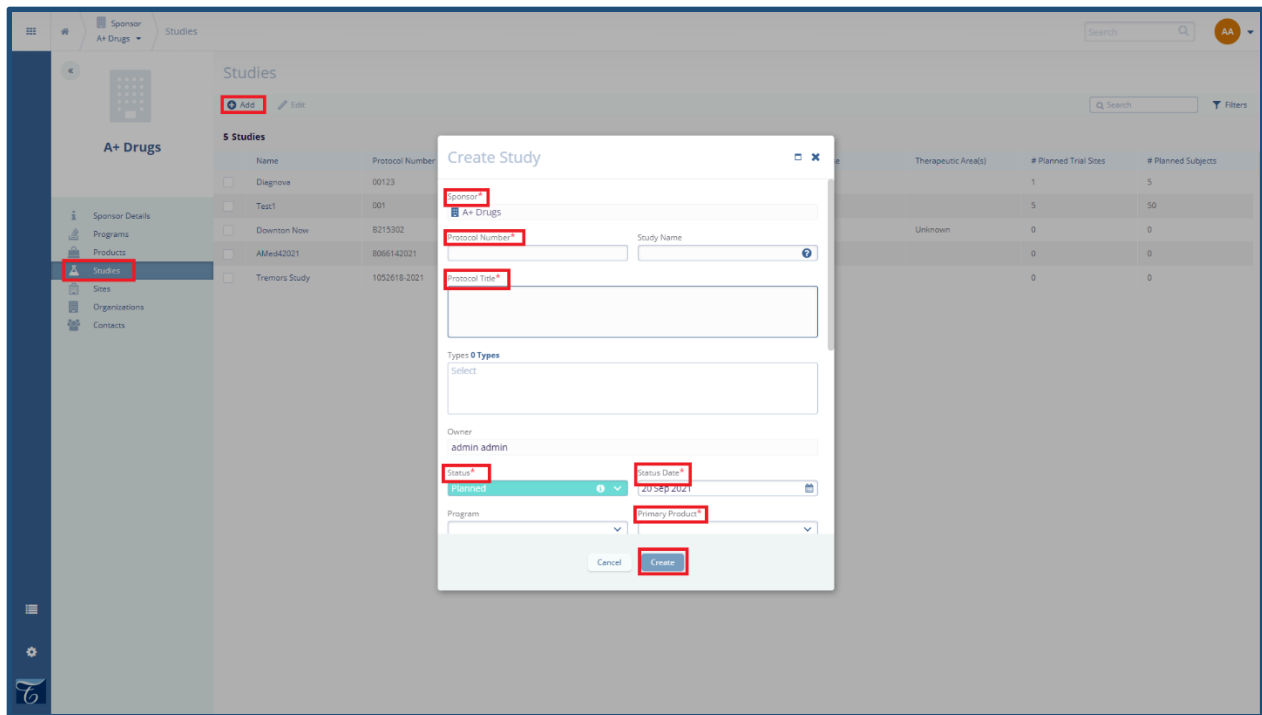 Sponsor
A+ Drugs
Studies
Search
AA
Studies
Add Edit
Search
Filters
A+ Drugs
5 Studies
Name Protocol Number Therapeutic Area(s) # Planned Trial Sites # Planned Subjects
Diagnova 00123 1 5
Test1 001 5 50
Downton Now B215302 Unknown 0 0
AMed42021 8066142021 0 0
Tremors Study 1052618-2021 0 0
Sponsor Details
Programs
Products
Studies
Sites
Organizations
Contacts
Create Study
Sponsor*
A+ Drugs
Protocol Number* Study Name
Protocol Title*
Types 0 Types
Select
Owner
admin admin
Status* Status Date*
Planned 20 Sep 2021
Program Primary Product*
Cancel Create